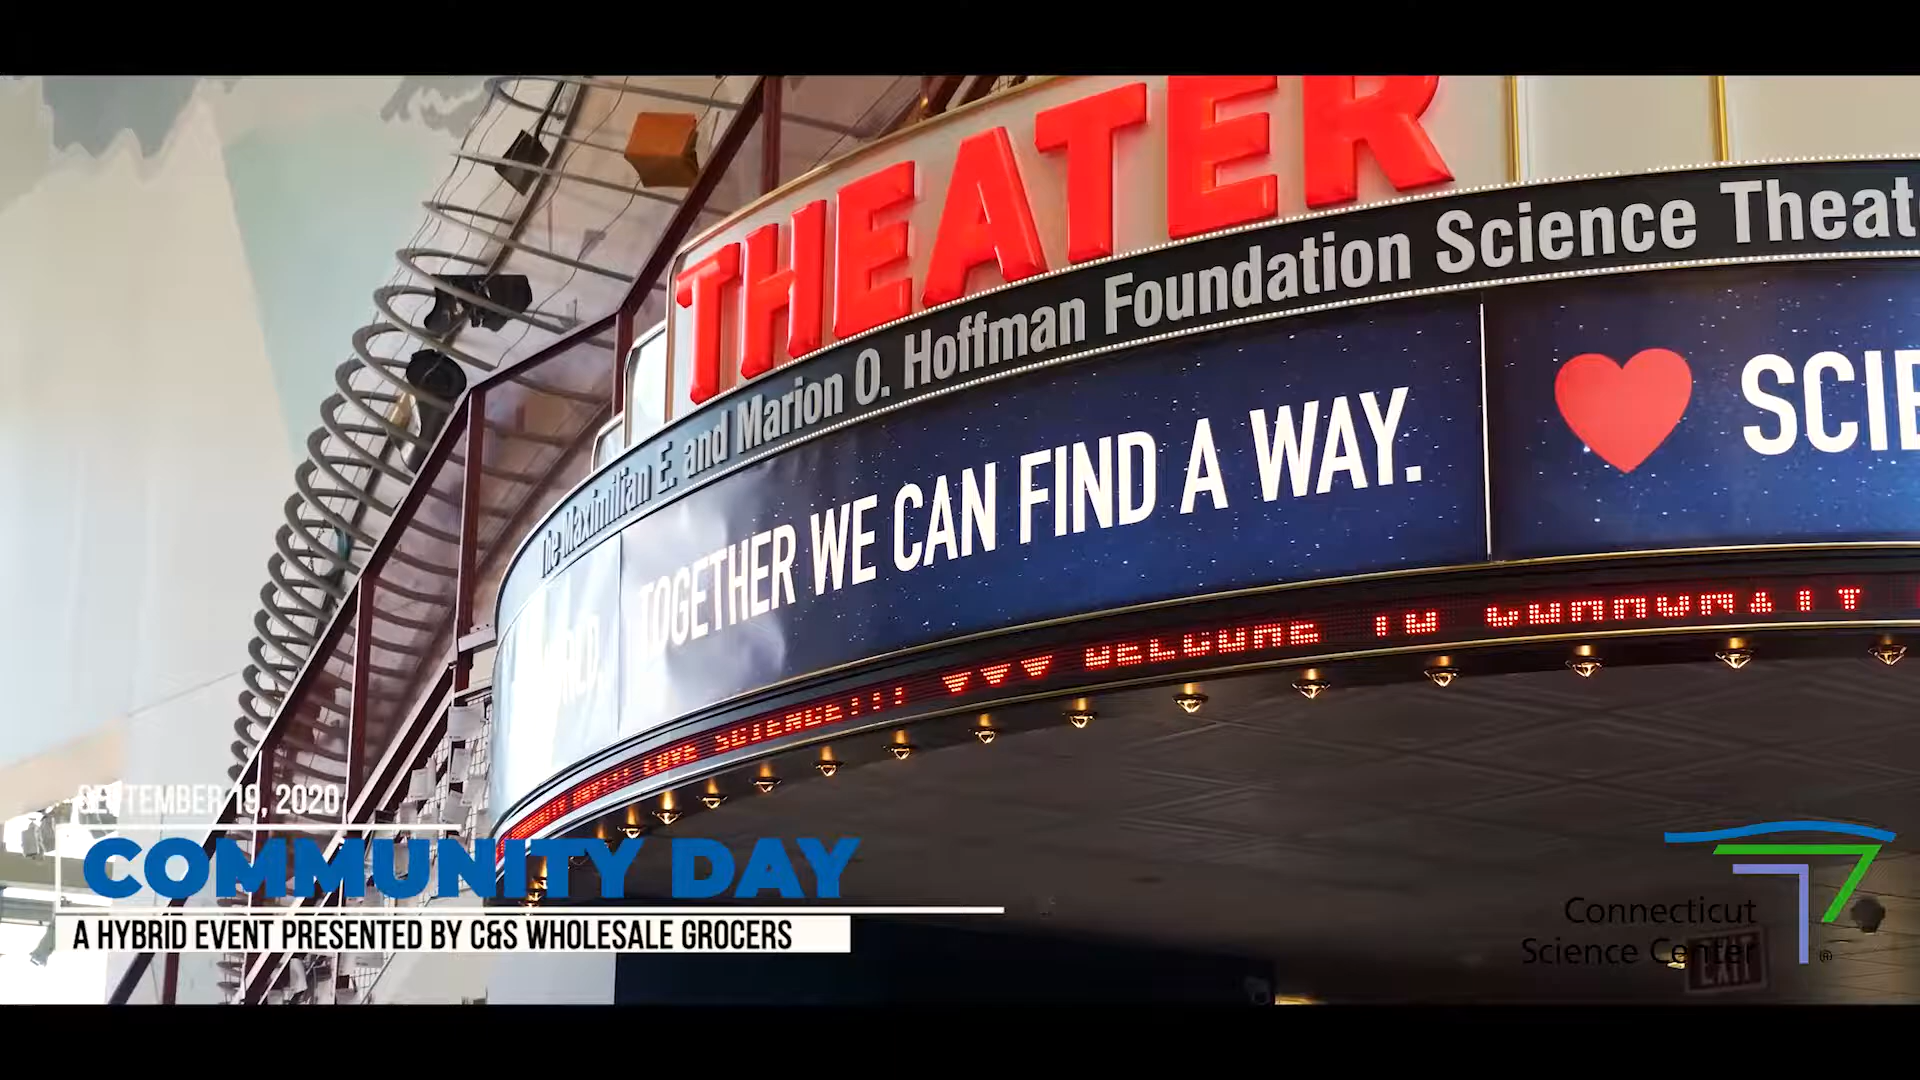 THEATER
The Maximilian E. and Marion O. Hoffman Foundation Science Theat
TOGETHER WE CAN FIND A WAY.
♥ SCIE
LOVE SCIENCE!!! ♥♥♥ WELCOME TO COMMUNITY
SEPTEMBER 19, 2020
COMMUNITY DAY
A HYBRID EVENT PRESENTED BY C&S WHOLESALE GROCERS
Connecticut
Science Center ®
EXIT